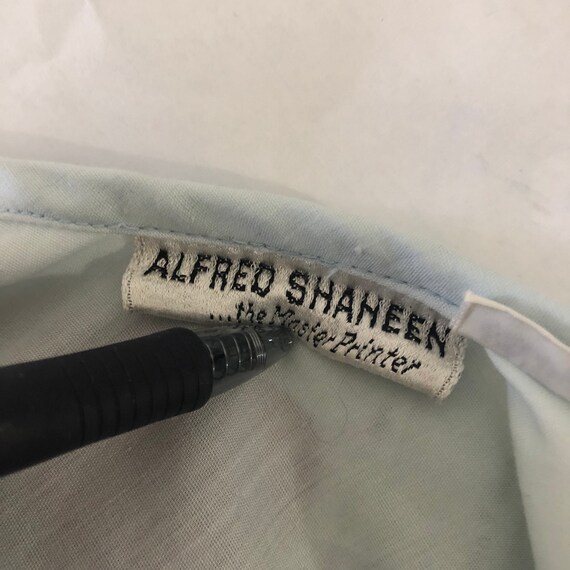 ALFRED SHAHEEN
...the Master Printer